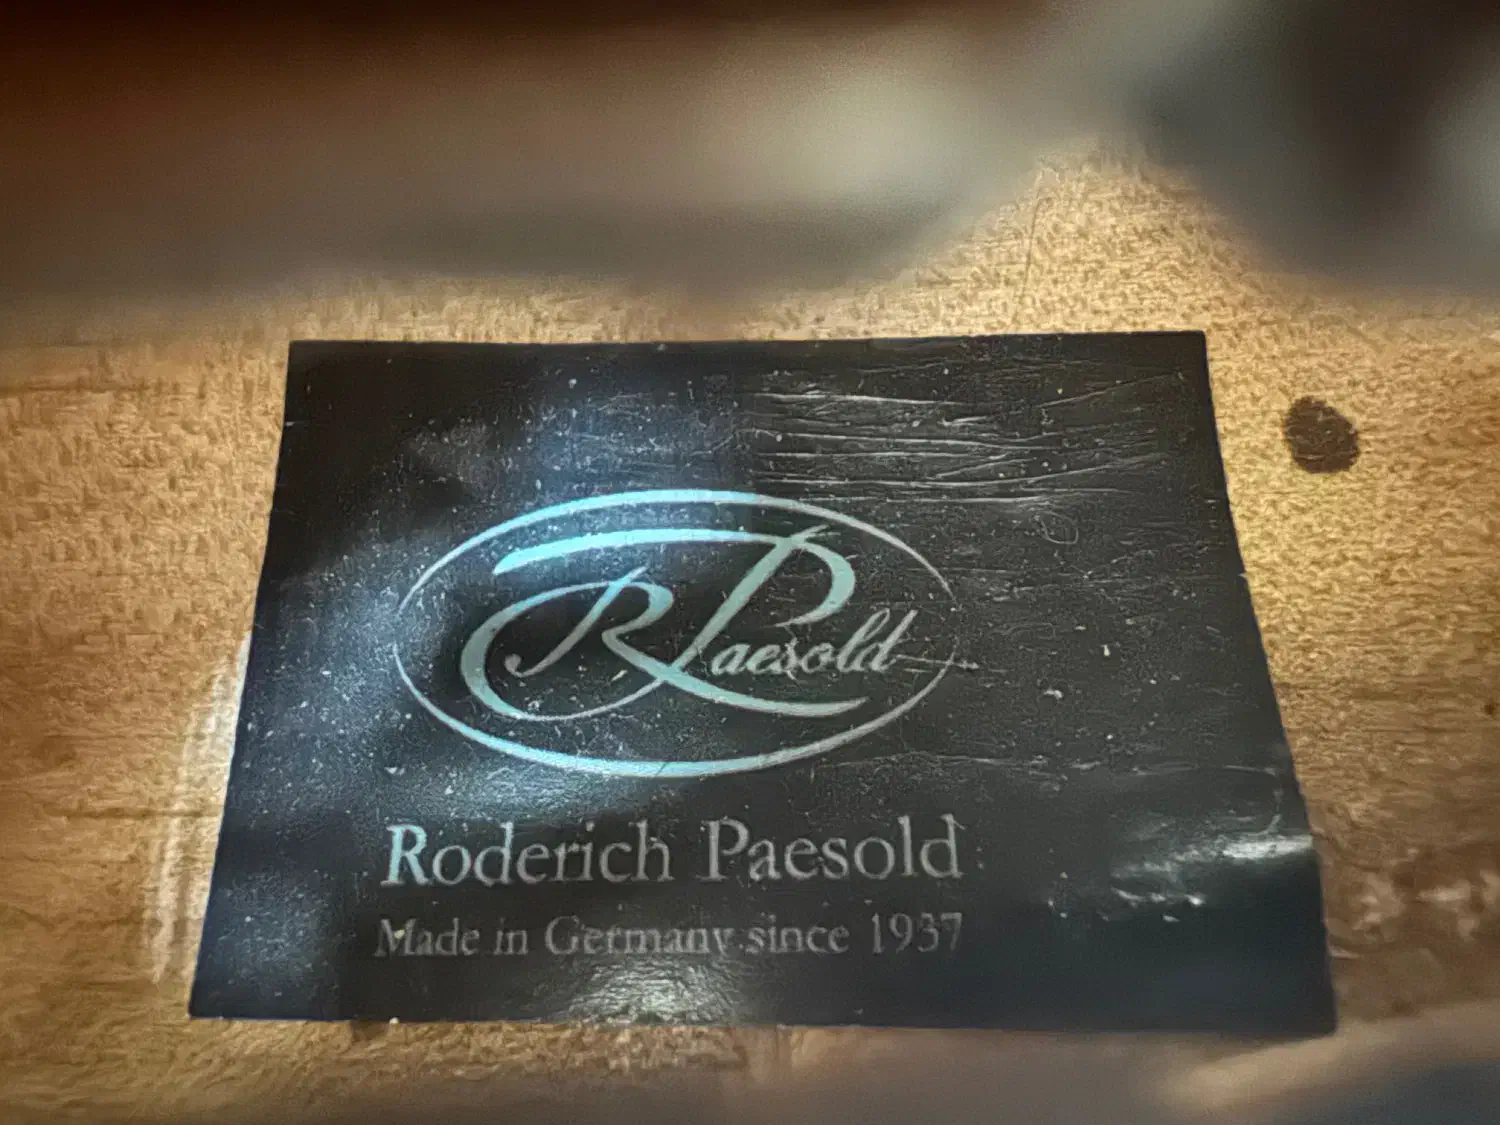 RPaesold
Roderich Paesold
Made in Germany since 1937